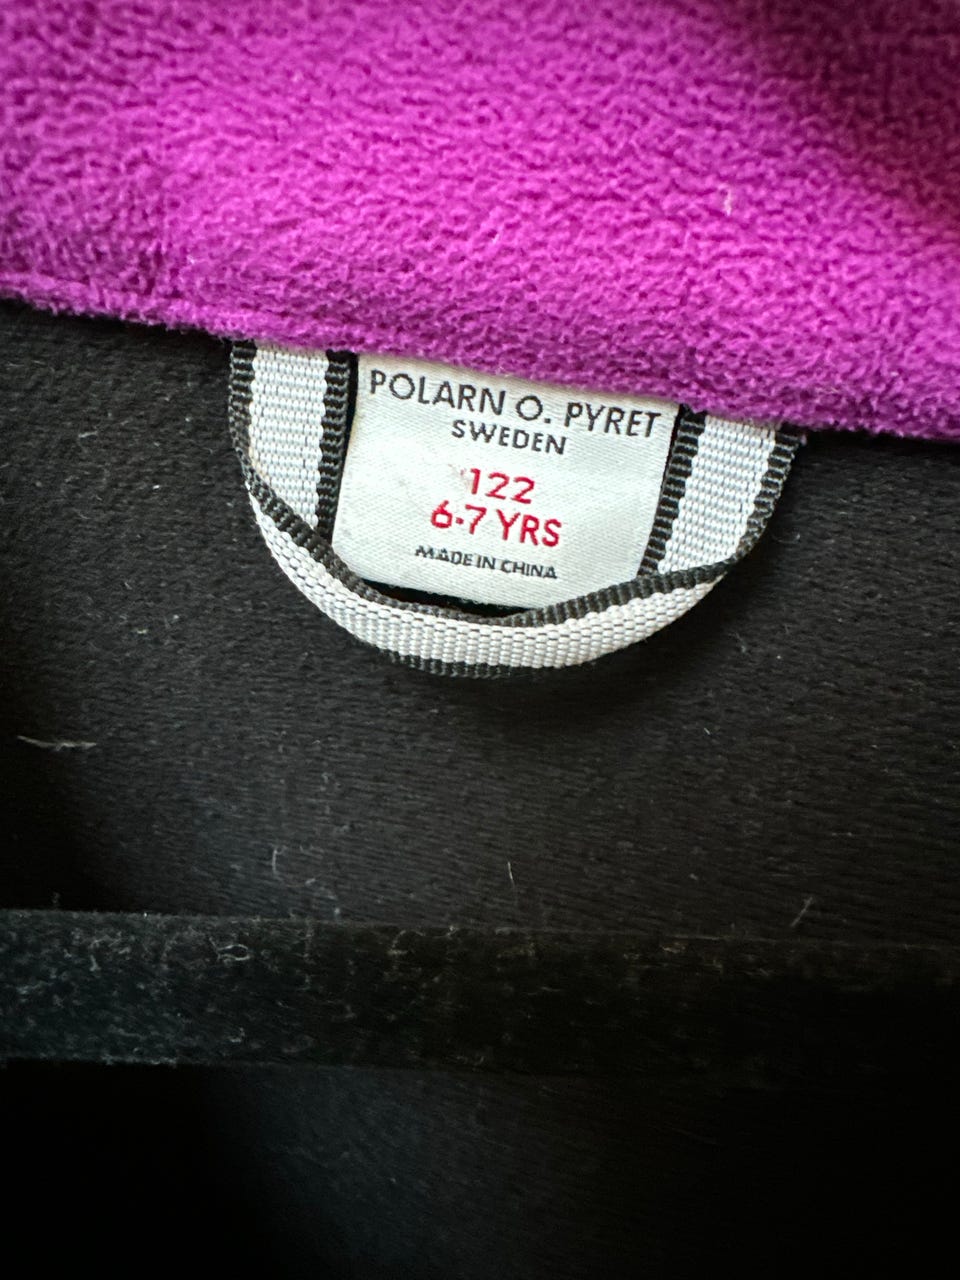 POLARN O. PYRET
SWEDEN
122
6-7 YRS
MADE IN CHINA